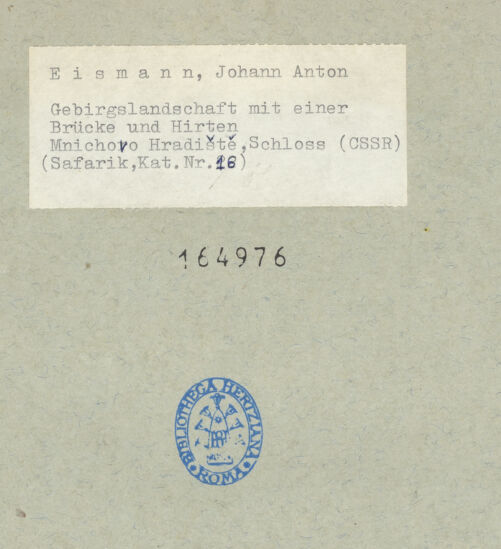 E i s m a n n, Johann Anton
Gebirgslandschaft mit einer
Brücke und Hirten
Mnichovo Hradiště,Schloss (CSSR)
(Safarik,Kat.Nr.16)
164976
BIBLIOTHECA HERTZIANA
ROMA